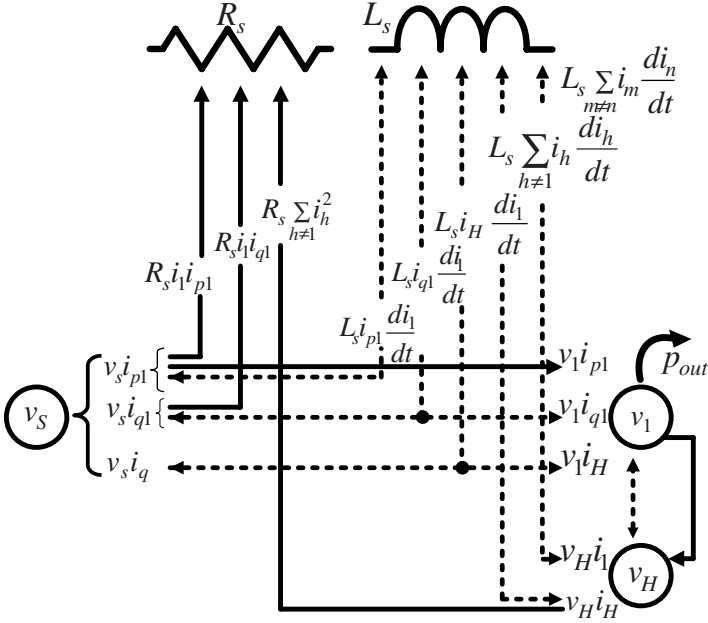 R_s
L_s
L_s \sum_{m≠n} i_m \frac{di_n}{dt}
L_s \sum_{h≠1} i_h \frac{di_h}{dt}
R_s \sum_{h≠1} i_h^2
L_s i_H \frac{di_1}{dt}
R_s i_1 i_{q1}
R_s i_1 i_{p1}
L_s i_{q1} \frac{di_1}{dt}
L_s i_{p1} \frac{di_1}{dt}
v_s i_{p1}
v_1 i_{p1}
p_{out}
v_S
v_s i_{q1}
v_1 i_{q1}
v_1
v_s i_q
v_1 i_H
v_H i_1
v_H
v_H i_H